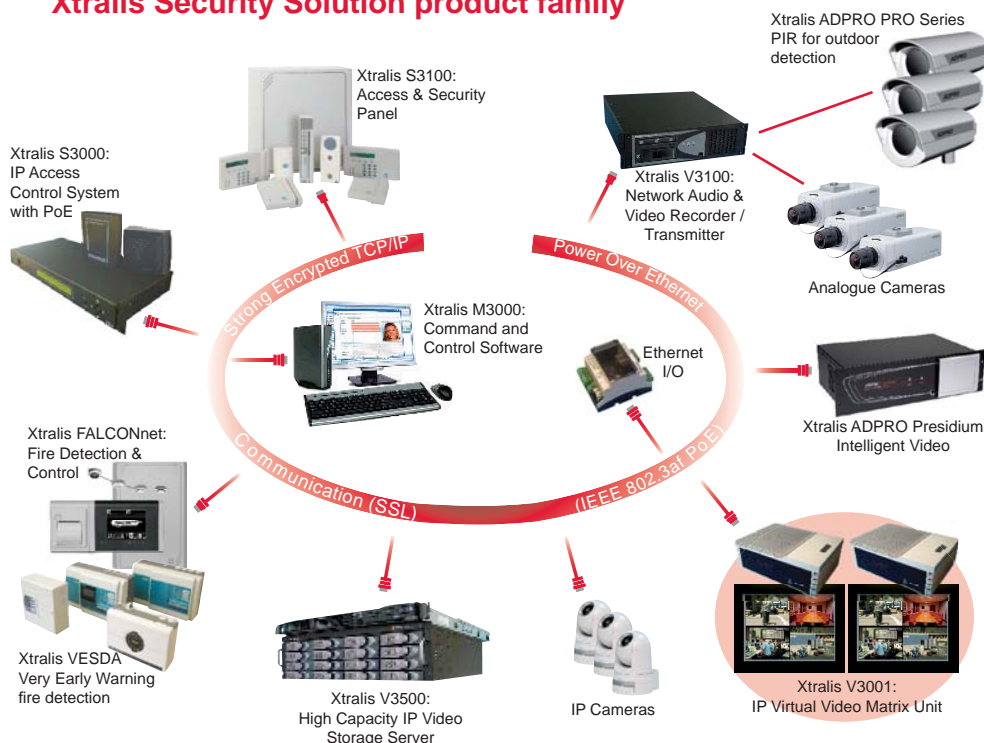 Xtralis Security Solution product family
Xtralis ADPRO PRO Series
PIR for outdoor
detection
Xtralis S3100:
Access & Security
Panel
Xtralis S3000:
IP Access
Control System
with PoE
Xtralis V3100:
Network Audio &
Video Recorder /
Transmitter
Analogue Cameras
Strong Encrypted TCP/IP
Power Over Ethernet
Xtralis M3000:
Command and
Control Software
Ethernet
I/O
Xtralis ADPRO Presidium
Intelligent Video
Xtralis FALCONnet:
Fire Detection &
Control
Communication (SSL)
(IEEE 802.3af PoE)
Xtralis VESDA
Very Early Warning
fire detection
Xtralis V3500:
High Capacity IP Video
Storage Server
IP Cameras
Xtralis V3001:
IP Virtual Video Matrix Unit
ADPRO